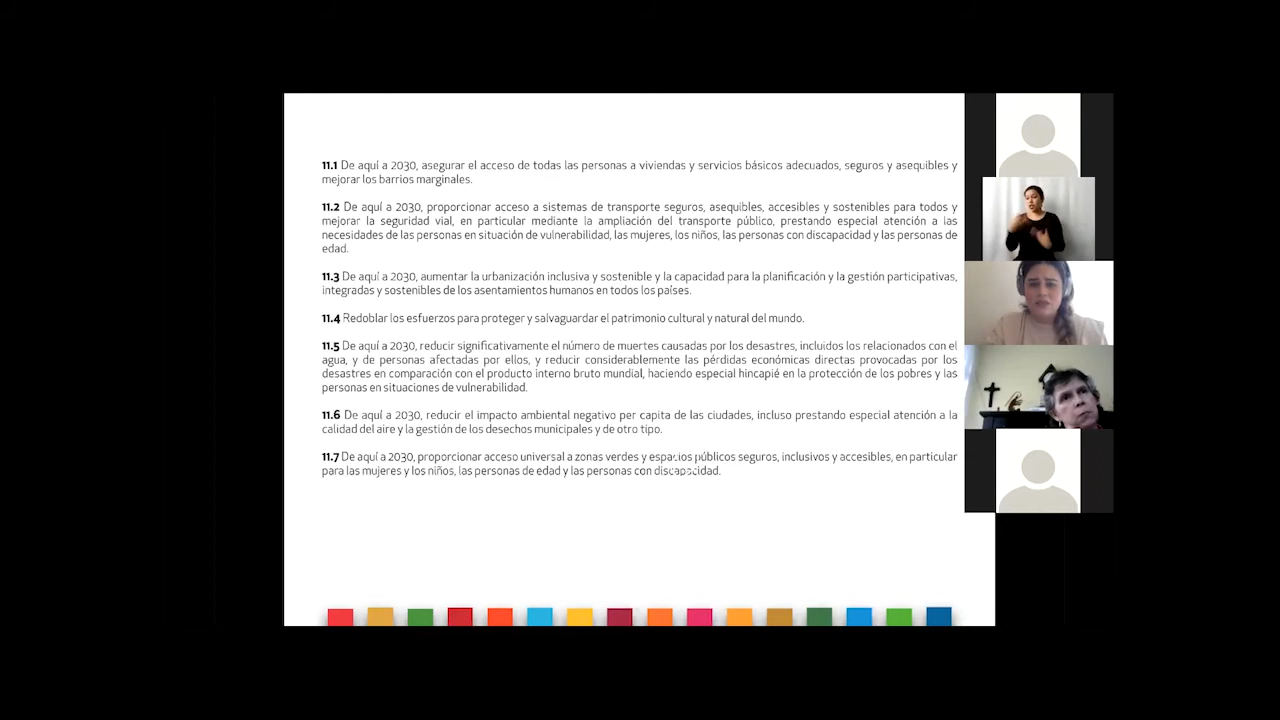 11.1 De aquí a 2030, asegurar el acceso de todas las personas a viviendas y servicios básicos adecuados, seguros y asequibles y
mejorar los barrios marginales.
11.2 De aquí a 2030, proporcionar acceso a sistemas de transporte seguros, asequibles, accesibles y sostenibles para todos y
mejorar la seguridad vial, en particular mediante la ampliación del transporte público, prestando especial atención a las
necesidades de las personas en situación de vulnerabilidad, las mujeres, los niños, las personas con discapacidad y las personas de
edad.
11.3 De aquí a 2030, aumentar la urbanización inclusiva y sostenible y la capacidad para la planificación y la gestión participativas,
integradas y sostenibles de los asentamientos humanos en todos los países.
11.4 Redoblar los esfuerzos para proteger y salvaguardar el patrimonio cultural y natural del mundo.
11.5 De aquí a 2030, reducir significativamente el número de muertes causadas por los desastres, incluidos los relacionados con el
agua, y de personas afectadas por ellos, y reducir considerablemente las pérdidas económicas directas provocadas por los
desastres en comparación con el producto interno bruto mundial, haciendo especial hincapié en la protección de los pobres y las
personas en situaciones de vulnerabilidad.
11.6 De aquí a 2030, reducir el impacto ambiental negativo per capita de las ciudades, incluso prestando especial atención a la
calidad del aire y la gestión de los desechos municipales y de otro tipo.
11.7 De aquí a 2030, proporcionar acceso universal a zonas verdes y espacios públicos seguros, inclusivos y accesibles, en particular
para las mujeres y los niños, las personas de edad y las personas con discapacidad.